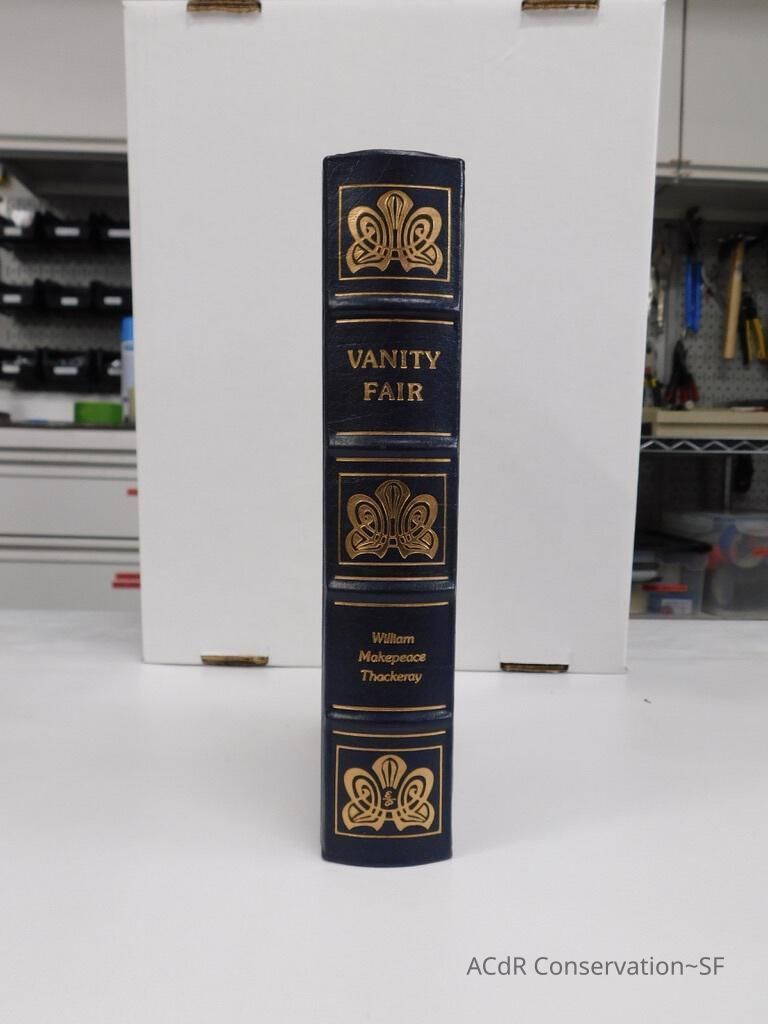 VANITY
FAIR
William
Makepeace
Thackeray
ACdR Conservation~SF